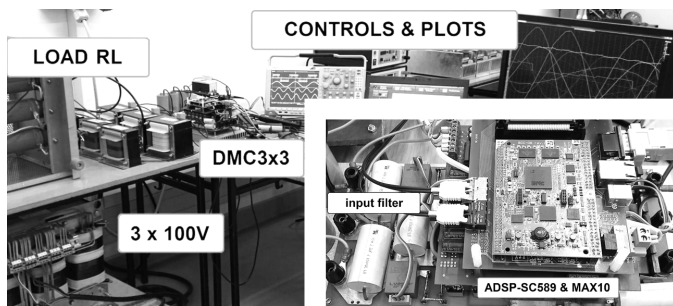 CONTROLS & PLOTS
LOAD RL
DMC3x3
input filter
3 x 100V
ADSP-SC589 & MAX10